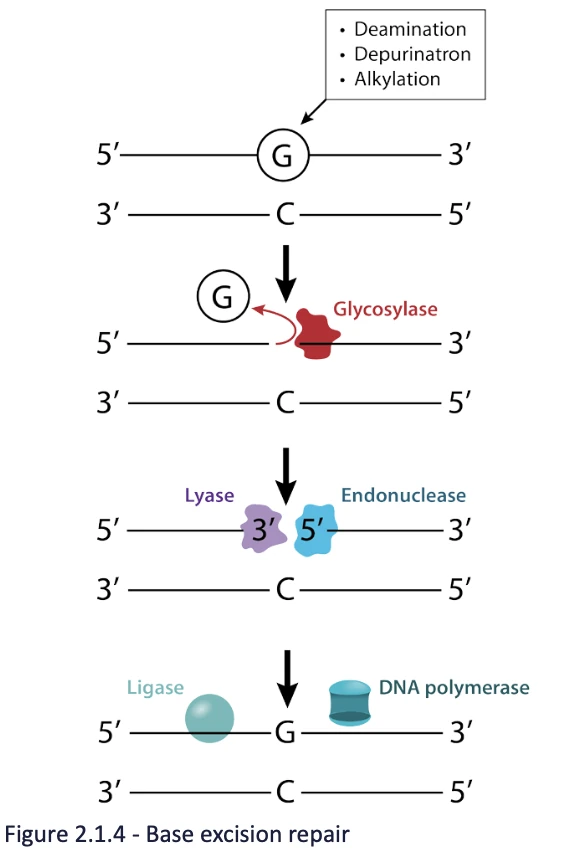 • Deamination
• Depurinatron
• Alkylation
5′ G 3′
3′ C 5′
G
Glycosylase
5′ 3′
3′ C 5′
Lyase Endonuclease
5′ 3′ 5′ 3′
3′ C 5′
Ligase DNA polymerase
5′ G 3′
3′ C 5′
Figure 2.1.4 - Base excision repair